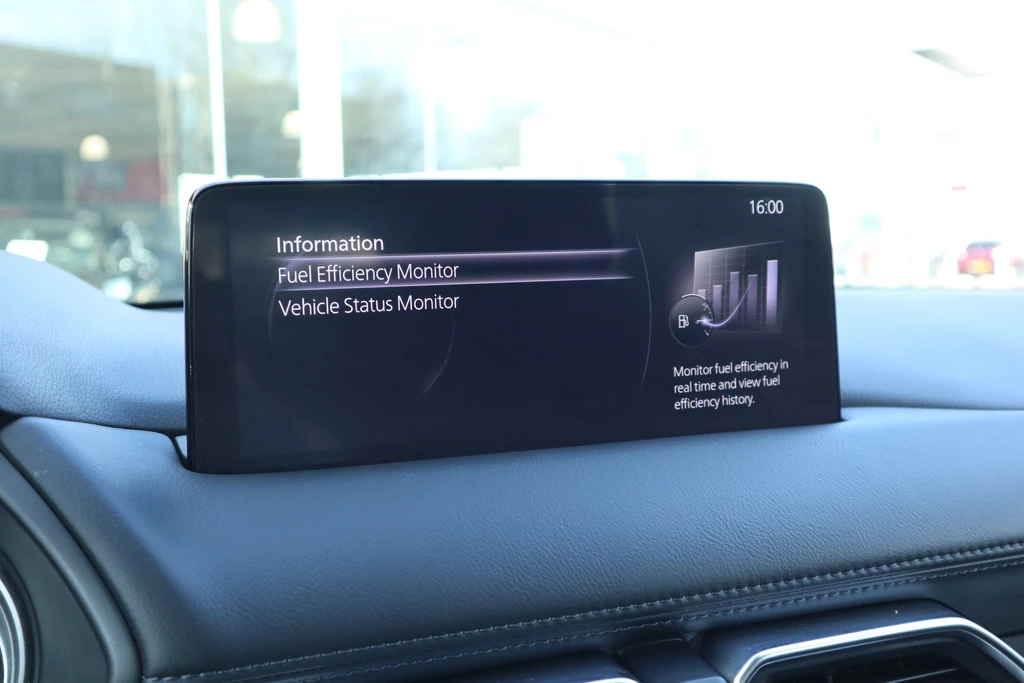 16:00
Information
Fuel Efficiency Monitor
Vehicle Status Monitor
Monitor fuel efficiency in
real time and view fuel
efficiency history.